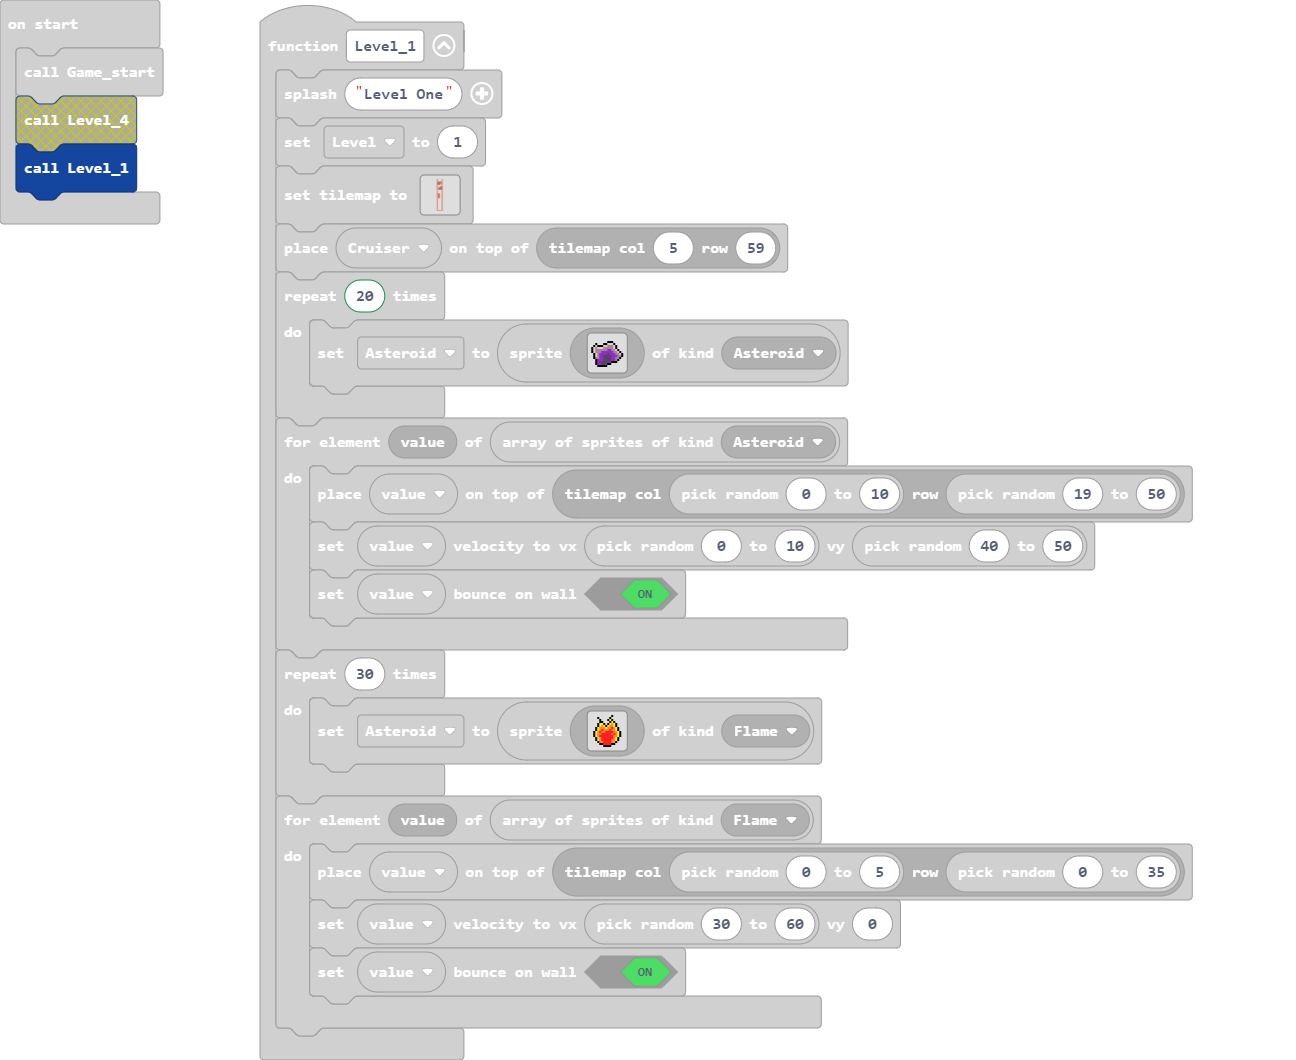 on start
call Game_start
call Level_4
call Level_1
function Level_1
splash "Level One"
set Level to 1
set tilemap to
place Cruiser on top of tilemap col 5 row 59
repeat 20 times
do
set Asteroid to sprite of kind Asteroid
for element value of array of sprites of kind Asteroid
do
place value on top of tilemap col pick random 0 to 10 row pick random 19 to 50
set value velocity to vx pick random 0 to 10 vy pick random 40 to 50
set value bounce on wall ON
repeat 30 times
do
set Asteroid to sprite of kind Flame
for element value of array of sprites of kind Flame
do
place value on top of tilemap col pick random 0 to 5 row pick random 0 to 35
set value velocity to vx pick random 30 to 60 vy 0
set value bounce on wall ON